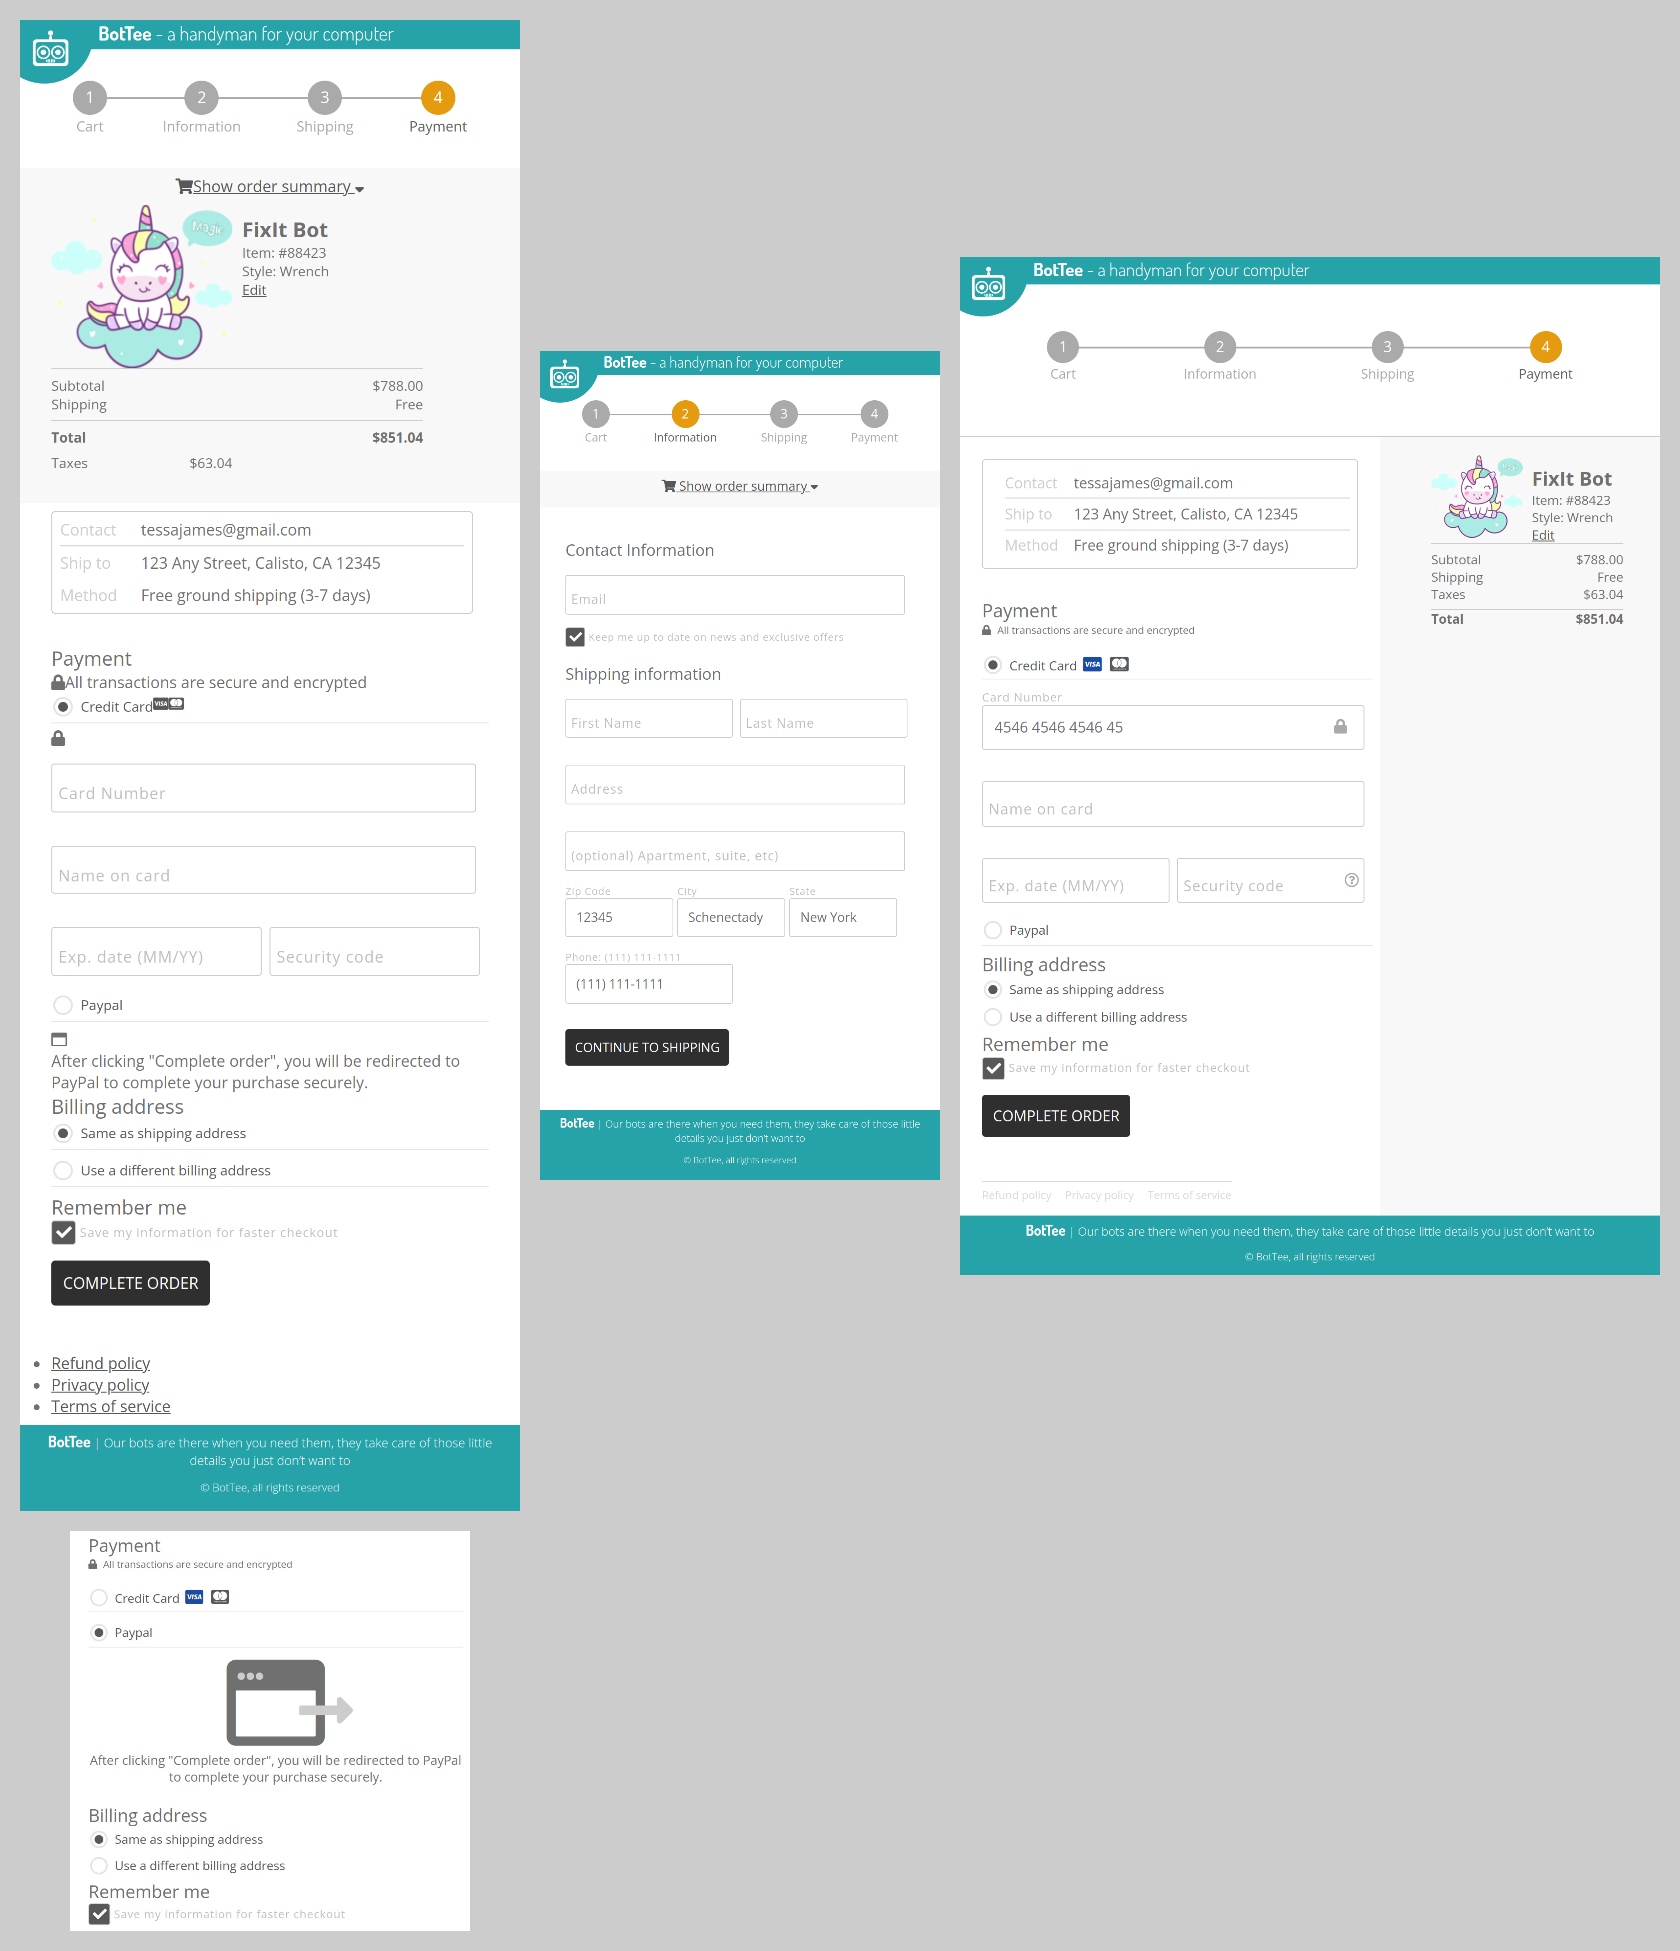 BotTee - a handyman for your computer
1 2 3 4
Cart Information Shipping Payment
Show order summary
Magic
FixIt Bot
Item: #88423
Style: Wrench
Edit
Subtotal $788.00
Shipping Free
Total $851.04
Taxes $63.04
Contact tessajames@gmail.com
Ship to 123 Any Street, Calisto, CA 12345
Method Free ground shipping (3-7 days)
Payment
All transactions are secure and encrypted
Credit Card VISA
Card Number
Name on card
Exp. date (MM/YY) Security code
Paypal
After clicking "Complete order", you will be redirected to
PayPal to complete your purchase securely.
Billing address
Same as shipping address
Use a different billing address
Remember me
Save my information for faster checkout
COMPLETE ORDER
• Refund policy
• Privacy policy
• Terms of service
BotTee | Our bots are there when you need them, they take care of those little
details you just don't want to
© BotTee, all rights reserved
Payment
All transactions are secure and encrypted
Credit Card VISA
Paypal
After clicking "Complete order", you will be redirected to PayPal
to complete your purchase securely.
Billing address
Same as shipping address
Use a different billing address
Remember me
Save my information for faster checkout
BotTee - a handyman for your computer
1 2 3 4
Cart Information Shipping Payment
Show order summary
Contact Information
Email
Keep me up to date on news and exclusive offers
Shipping information
First Name Last Name
Address
(optional) Apartment, suite, etc)
Zip Code City State
12345 Schenectady New York
Phone: (111) 111-1111
(111) 111-1111
CONTINUE TO SHIPPING
BotTee | Our bots are there when you need them, they take care of those little
details you just don't want to
© BotTee, all rights reserved
BotTee - a handyman for your computer
1 2 3 4
Cart Information Shipping Payment
Contact tessajames@gmail.com
Ship to 123 Any Street, Calisto, CA 12345
Method Free ground shipping (3-7 days)
Payment
All transactions are secure and encrypted
Credit Card VISA
Card Number
4546 4546 4546 45
Name on card
Exp. date (MM/YY) Security code ?
Paypal
Billing address
Same as shipping address
Use a different billing address
Remember me
Save my information for faster checkout
COMPLETE ORDER
Refund policy Privacy policy Terms of service
Magic
FixIt Bot
Item: #88423
Style: Wrench
Edit
Subtotal $788.00
Shipping Free
Taxes $63.04
Total $851.04
BotTee | Our bots are there when you need them, they take care of those little details you just don't want to
© BotTee, all rights reserved